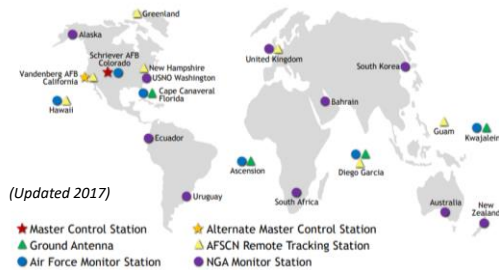 Greenland
Alaska
Schriever AFB
Colorado
Vandenberg AFB
California
New Hampshire
USNO Washington
Cape Canaveral
Florida
Hawaii
United Kingdom
South Korea
Bahrain
Guam
Kwajalein
Ecuador
Ascension
Diego Garcia
Uruguay
South Africa
Australia
New
Zealand
(Updated 2017)
Master Control Station
Alternate Master Control Station
Ground Antenna
AFSCN Remote Tracking Station
Air Force Monitor Station
NGA Monitor Station